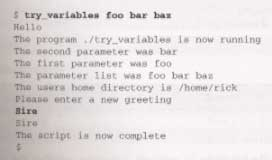 $ try_variables foo bar baz
Hello
The program ./try_variables is now running
The second parameter was bar
The first parameter was foo
The parameter list was foo bar baz
The users home directory is /home/rick
Please enter a new greeting
Sire
Sire
The script is now complete
$